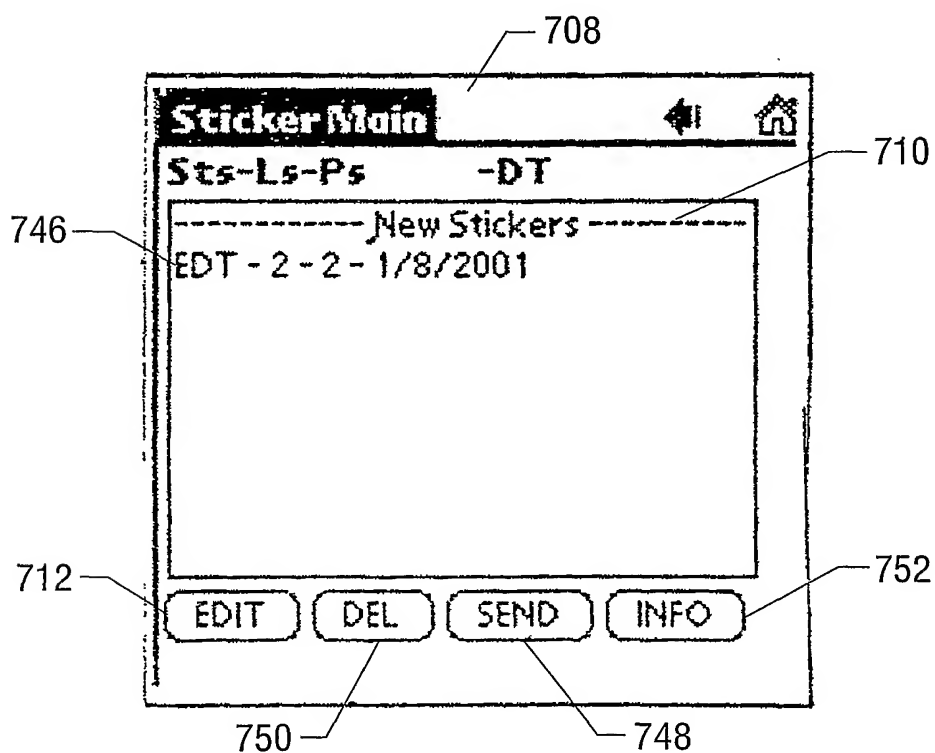 708
Sticker Main
Sts-Ls-Ps -DT
710
---------- New Stickers ----------
746
EDT - 2 - 2 - 1/8/2001
712
752
EDIT DEL SEND INFO
750
748